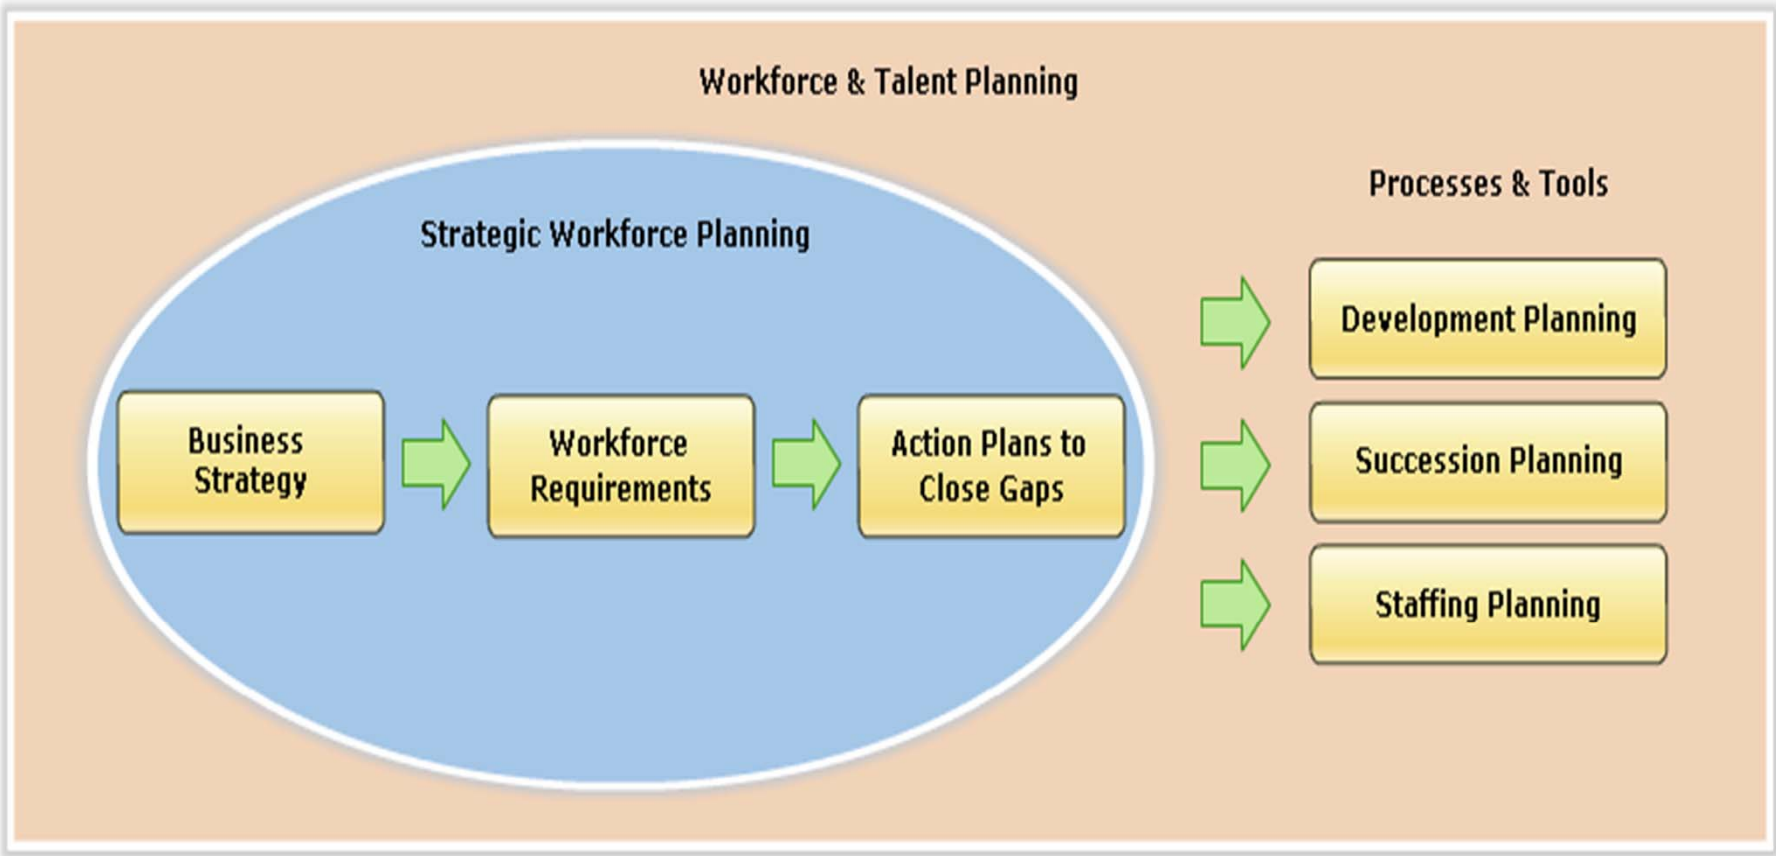 Workforce & Talent Planning
Strategic Workforce Planning
Business
Strategy
Workforce
Requirements
Action Plans to
Close Gaps
Processes & Tools
Development Planning
Succession Planning
Staffing Planning